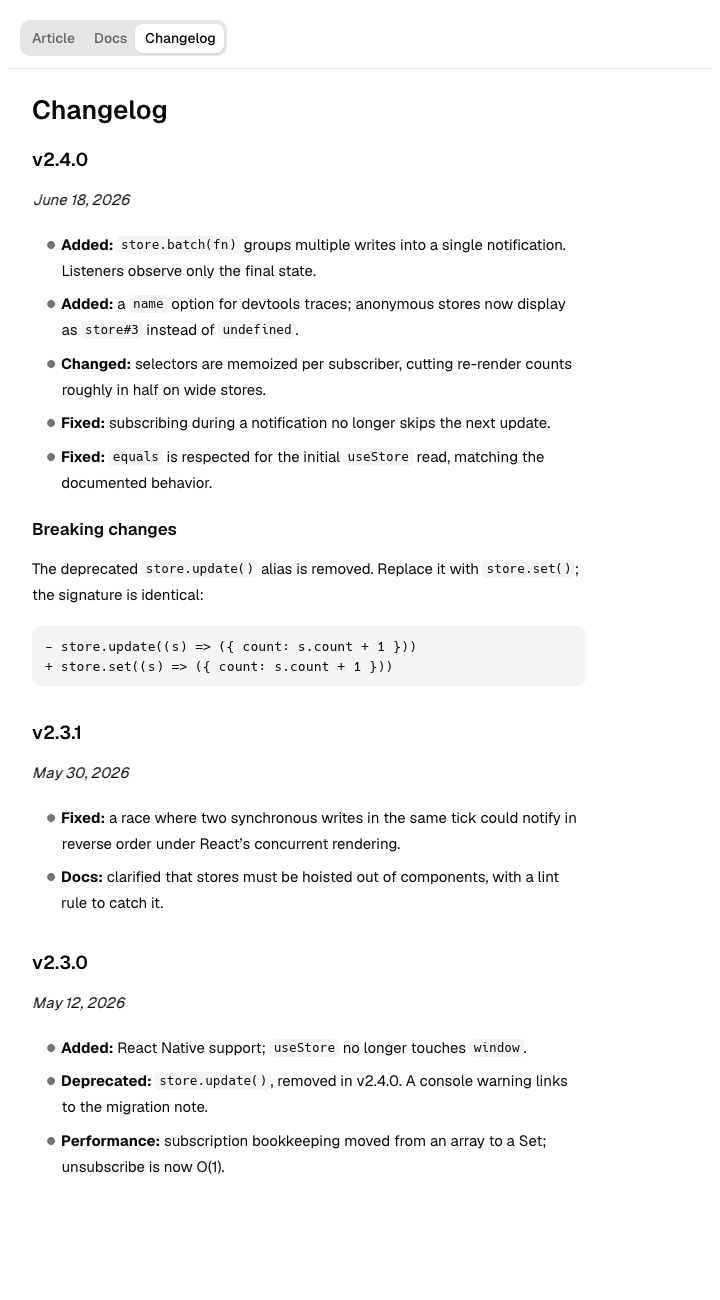 Article Docs Changelog
Changelog
v2.4.0
June 18, 2026
Added: store.batch(fn) groups multiple writes into a single notification.
Listeners observe only the final state.
Added: a name option for devtools traces; anonymous stores now display
as store#3 instead of undefined.
Changed: selectors are memoized per subscriber, cutting re-render counts
roughly in half on wide stores.
Fixed: subscribing during a notification no longer skips the next update.
Fixed: equals is respected for the initial useStore read, matching the
documented behavior.
Breaking changes
The deprecated store.update() alias is removed. Replace it with store.set();
the signature is identical:
- store.update((s) => ({ count: s.count + 1 }))
+ store.set((s) => ({ count: s.count + 1 }))
v2.3.1
May 30, 2026
Fixed: a race where two synchronous writes in the same tick could notify in
reverse order under React’s concurrent rendering.
Docs: clarified that stores must be hoisted out of components, with a lint
rule to catch it.
v2.3.0
May 12, 2026
Added: React Native support; useStore no longer touches window.
Deprecated: store.update(), removed in v2.4.0. A console warning links
to the migration note.
Performance: subscription bookkeeping moved from an array to a Set;
unsubscribe is now O(1).